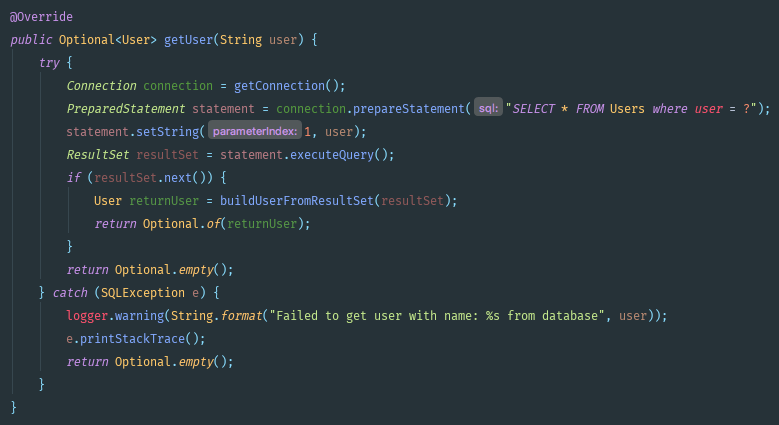 @Override
public Optional<User> getUser(String user) {
try {
Connection connection = getConnection();
PreparedStatement statement = connection.prepareStatement( sql: "SELECT * FROM Users where user = ?");
statement.setString( parameterIndex: 1, user);
ResultSet resultSet = statement.executeQuery();
if (resultSet.next()) {
User returnUser = buildUserFromResultSet(resultSet);
return Optional.of(returnUser);
}
return Optional.empty();
} catch (SQLException e) {
logger.warning(String.format("Failed to get user with name: %s from database", user));
e.printStackTrace();
return Optional.empty();
}
}